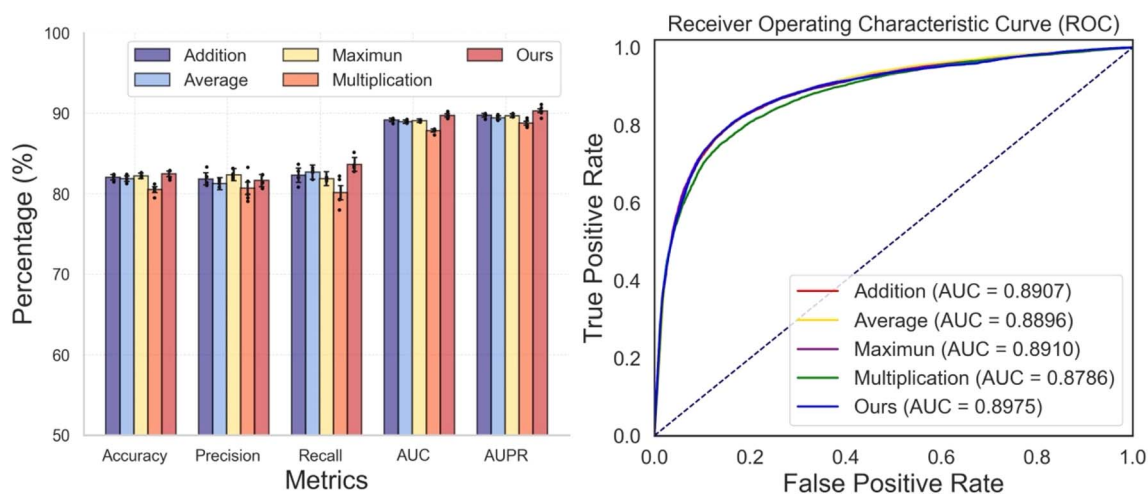 100
90
80
70
60
50
Percentage (%)
Addition
Average
Maximun
Multiplication
Ours
Accuracy
Precision
Recall
AUC
AUPR
Metrics
Receiver Operating Characteristic Curve (ROC)
1.0
0.8
0.6
0.4
0.2
0.0
True Positive Rate
Addition (AUC = 0.8907)
Average (AUC = 0.8896)
Maximun (AUC = 0.8910)
Multiplication (AUC = 0.8786)
Ours (AUC = 0.8975)
0.0
0.2
0.4
0.6
0.8
1.0
False Positive Rate